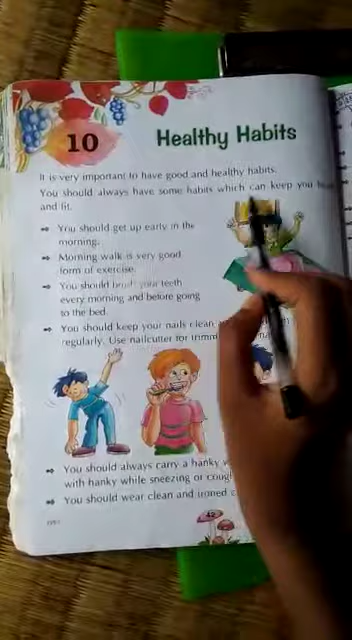 10
Healthy Habits
It is very important to have good and healthy habits.
You should always have some habits which can keep you
and fit.
You should get up early in the
morning.
Morning walk is very good
form of exercise.
You should brush your teeth
every morning and before going
to the bed.
You should keep your nails clean
regularly. Use nailcutter for
You should always carry a hanky
with hanky while sneezing or
You should wear clean and ironed
42